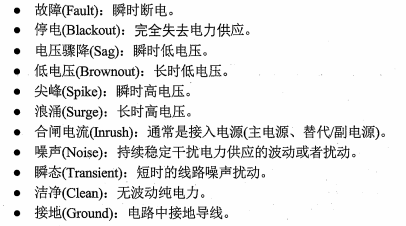 ● 故障(Fault)：瞬时断电。
● 停电(Blackout)：完全失去电力供应。
● 电压骤降(Sag)：瞬时低电压。
● 低电压(Brownout)：长时低电压。
● 尖峰(Spike)：瞬时高电压。
● 浪涌(Surge)：长时高电压。
● 合闸电流(Inrush)：通常是接入电源(主电源、替代/副电源)。
● 噪声(Noise)：持续稳定干扰电力供应的波动或者扰动。
● 瞬态(Transient)：短时的线路噪声扰动。
● 洁净(Clean)：无波动纯电力。
● 接地(Ground)：电路中接地导线。